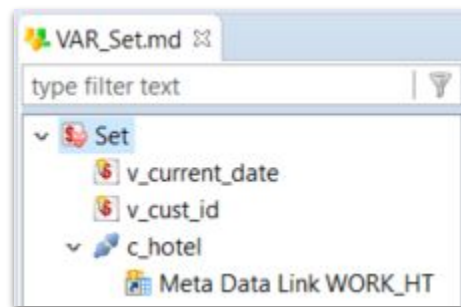 VAR_Set.md
type filter text
Set
v_current_date
v_cust_id
c_hotel
Meta Data Link WORK_HT